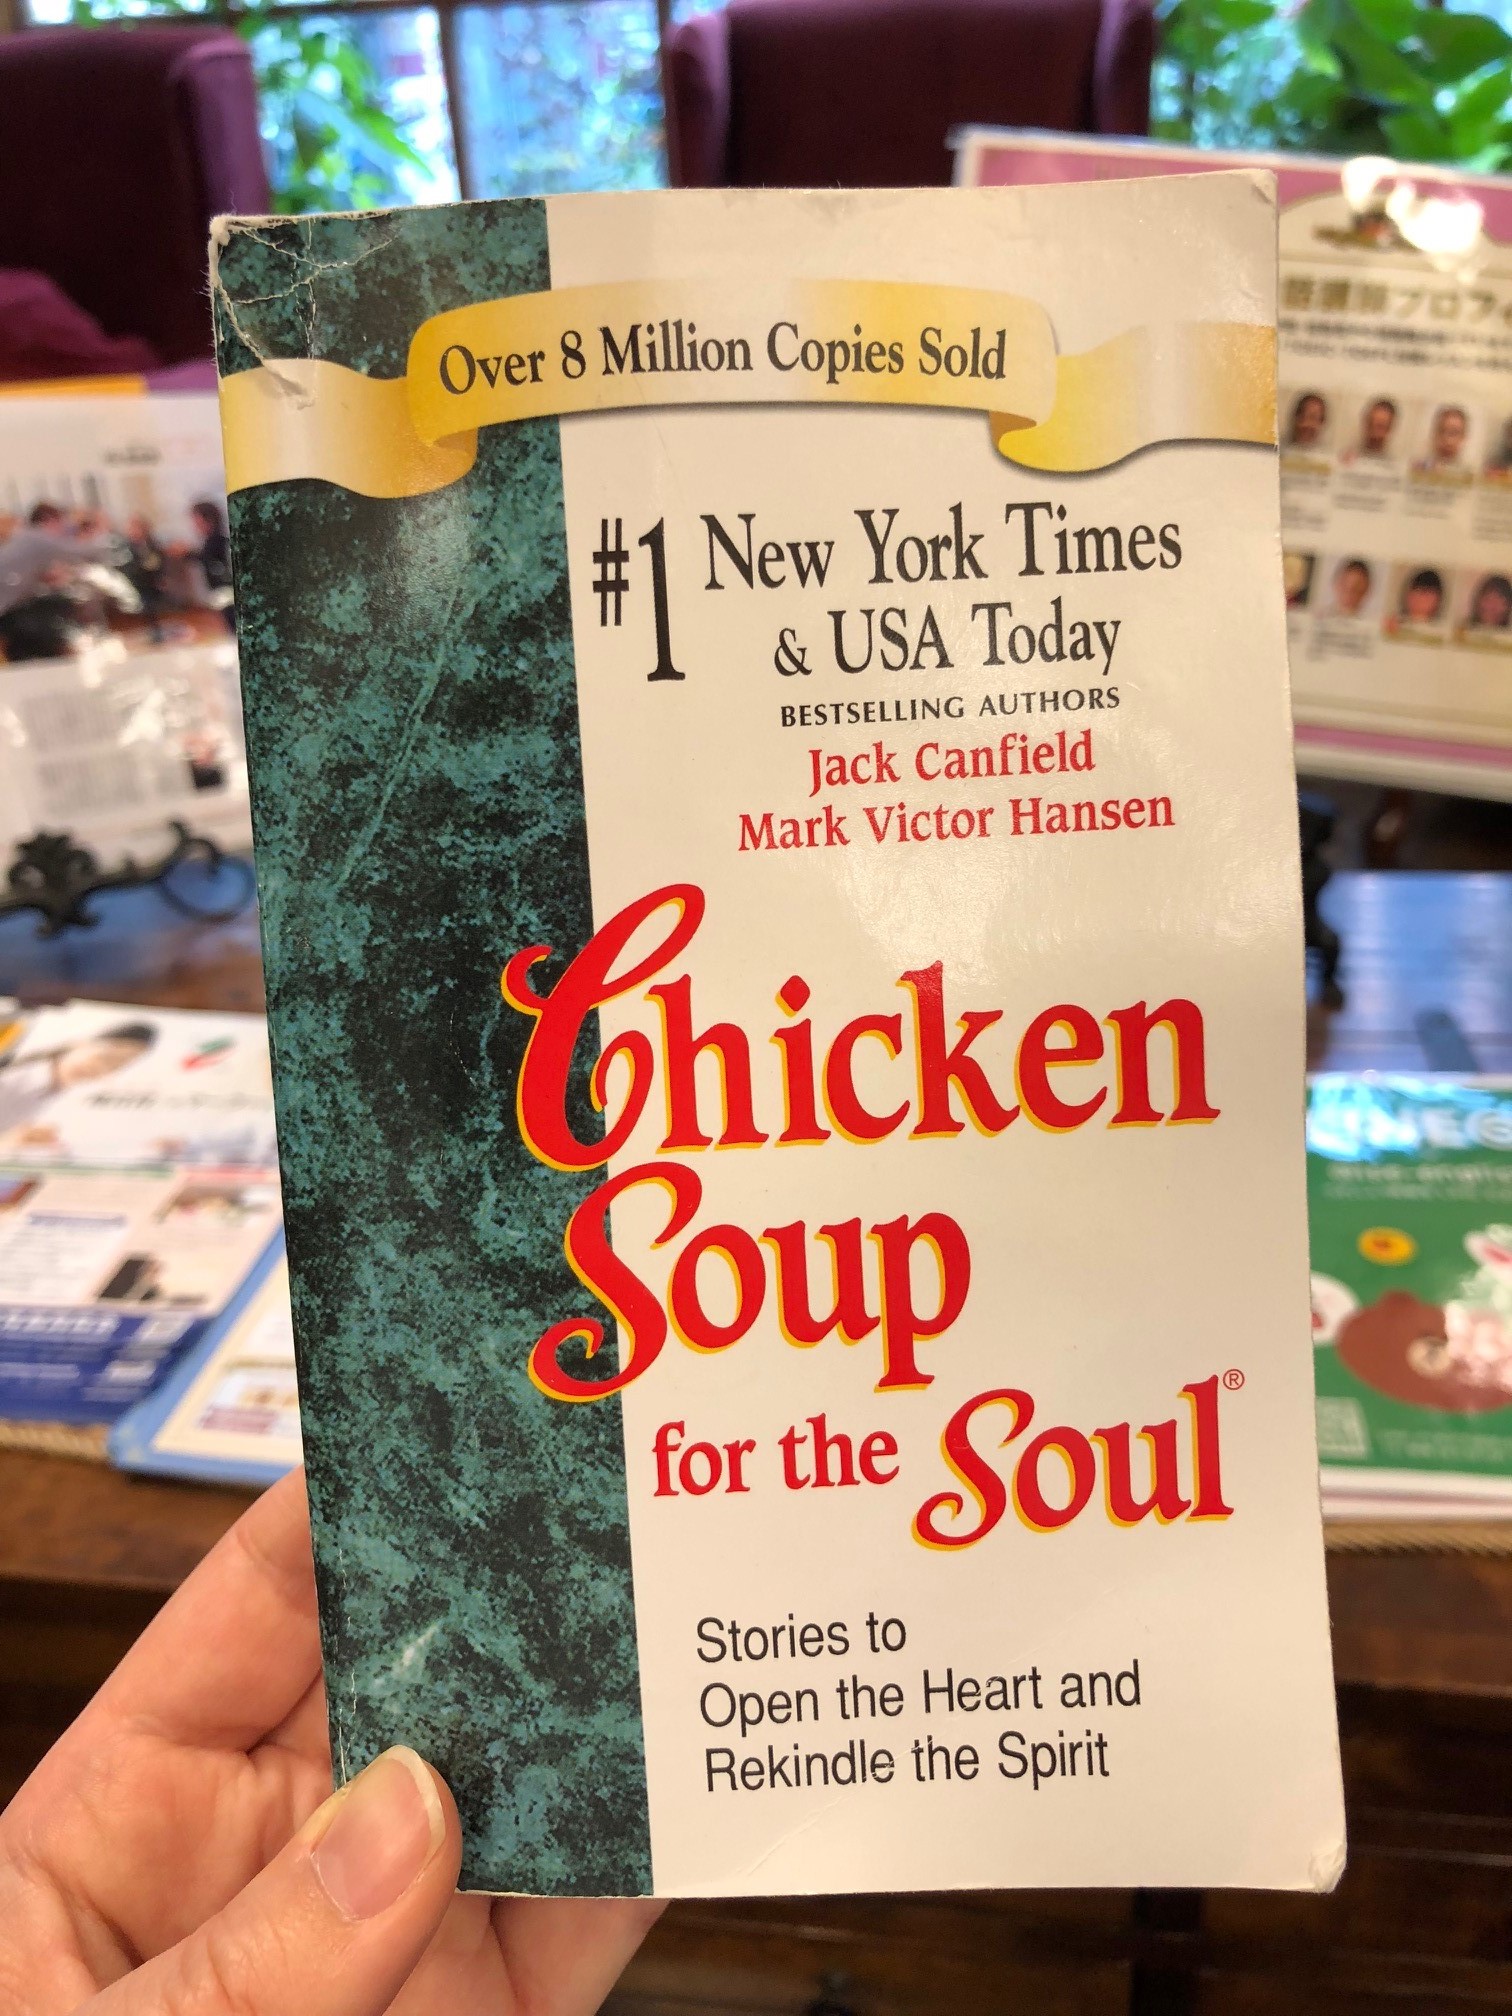 Over 8 Million Copies Sold
#1 New York Times
& USA Today
BESTSELLING AUTHORS
Jack Canfield
Mark Victor Hansen
Chicken
Soup
for the Soul®
Stories to
Open the Heart and
Rekindle the Spirit